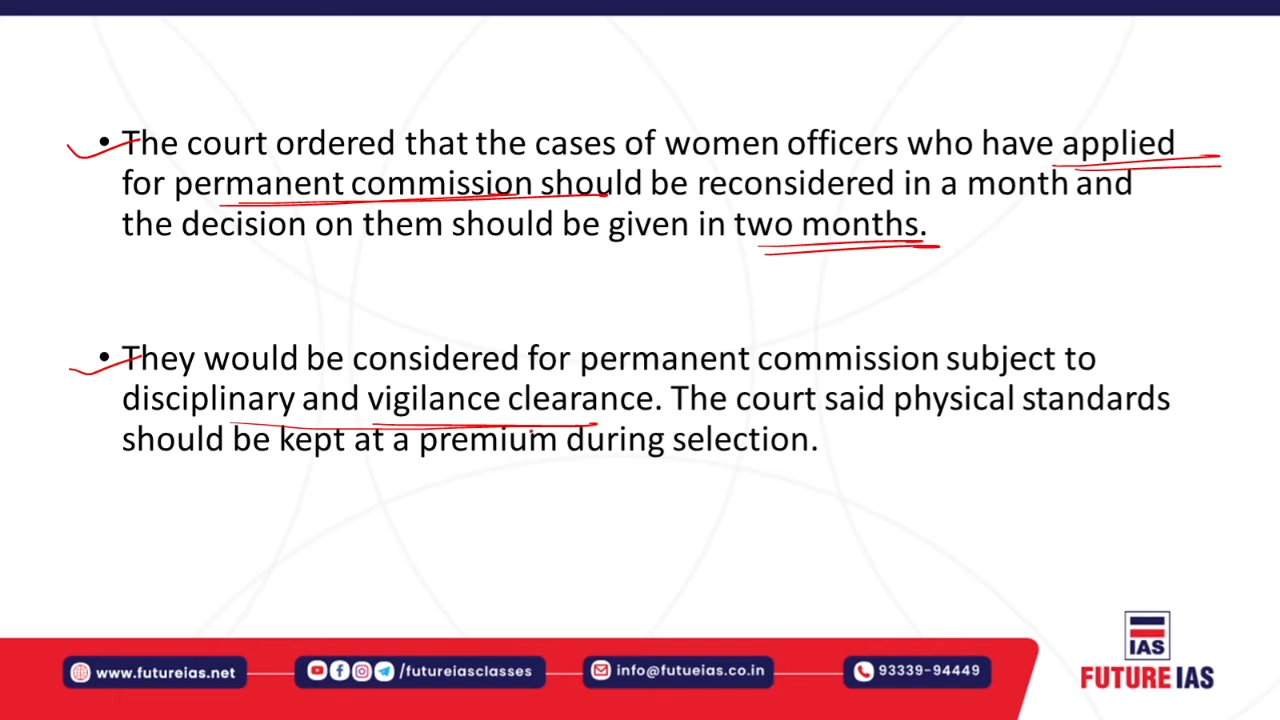 • The court ordered that the cases of women officers who have applied
for permanent commission should be reconsidered in a month and
the decision on them should be given in two months.
• They would be considered for permanent commission subject to
disciplinary and vigilance clearance. The court said physical standards
should be kept at a premium during selection.
IAS
FUTURE IAS
www.futureias.net
/futureiasclasses
info@futueias.co.in
93339-94449